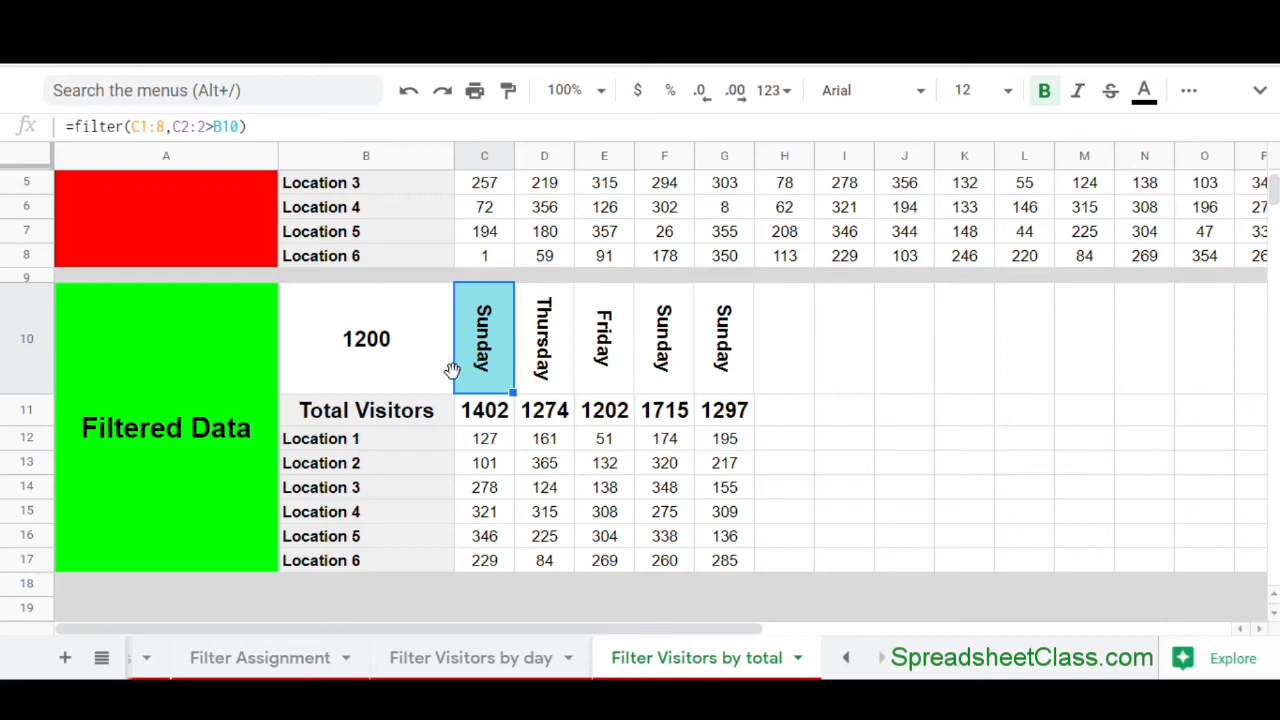 Search the menus (Alt+/) 100% $ % .0 .00 123 Arial 12 B I S A
fx =filter(C1:8,C2:2>B10)
A B C D E F G H I J K L M N O
5 Location 3 257 219 315 294 303 78 278 356 132 55 124 138 103 34
6 Location 4 72 356 126 302 8 62 321 194 133 146 315 308 196 27
7 Location 5 194 180 357 26 355 208 346 344 148 44 225 304 47 33
8 Location 6 1 59 91 178 350 113 229 103 246 220 84 269 354 26
9
10 1200 Sunday Thursday Friday Sunday Sunday
11 Total Visitors 1402 1274 1202 1715 1297
Filtered Data
12 Location 1 127 161 51 174 195
13 Location 2 101 365 132 320 217
14 Location 3 278 124 138 348 155
15 Location 4 321 315 308 275 309
16 Location 5 346 225 304 338 136
17 Location 6 229 84 269 260 285
18
19
Filter Assignment Filter Visitors by day Filter Visitors by total SpreadsheetClass.com Explore